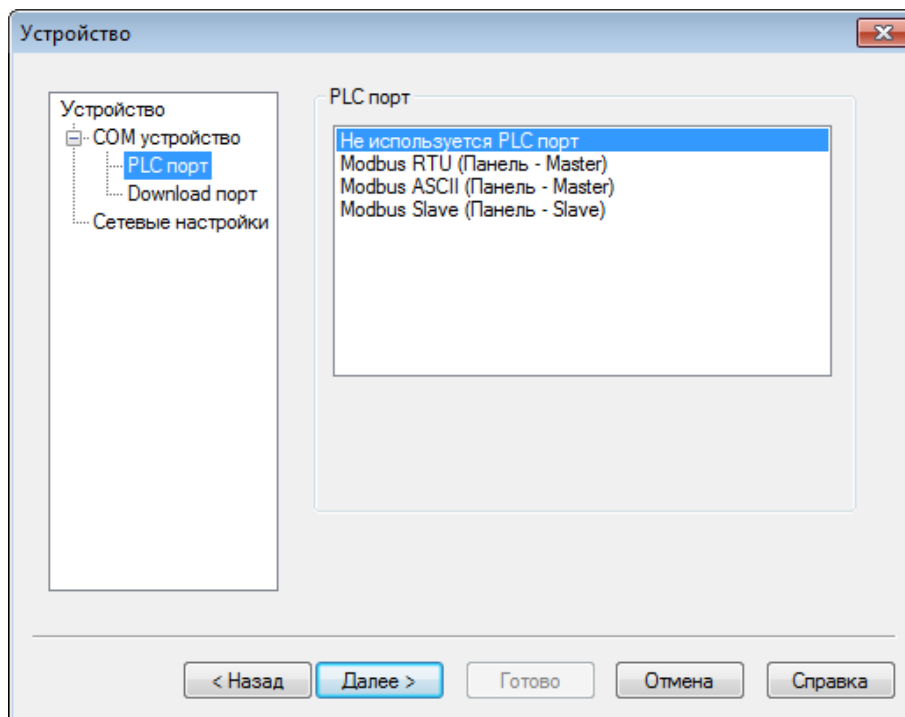 Устройство
Устройство
COM устройство
PLC порт
Download порт
Сетевые настройки
PLC порт
Не используется PLC порт
Modbus RTU (Панель - Master)
Modbus ASCII (Панель - Master)
Modbus Slave (Панель - Slave)
< Назад
Далее >
Готово
Отмена
Справка